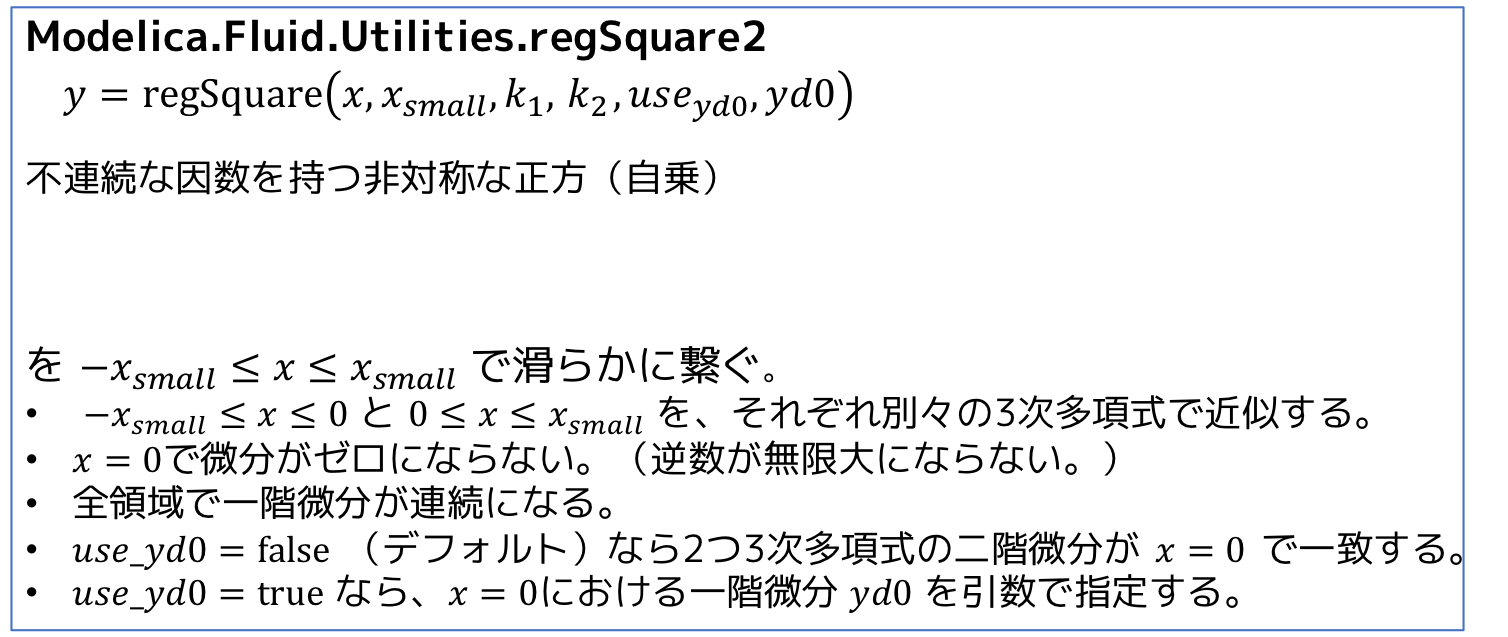 Modelica.Fluid.Utilities.regSquare2
y = regSquare(x, x_small, k_1, k_2, use_yd0, yd0)
不連続な因数を持つ非対称な正方（自乗）
を −x_small ≤ x ≤ x_small で滑らかに繋ぐ。
• −x_small ≤ x ≤ 0 と 0 ≤ x ≤ x_small を、それぞれ別々の3次多項式で近似する。
• x = 0で微分がゼロにならない。（逆数が無限大にならない。）
• 全領域で一階微分が連続になる。
• use_yd0 = false （デフォルト）なら2つ3次多項式の二階微分が x = 0 で一致する。
• use_yd0 = true なら、x = 0における一階微分 yd0 を引数で指定する。